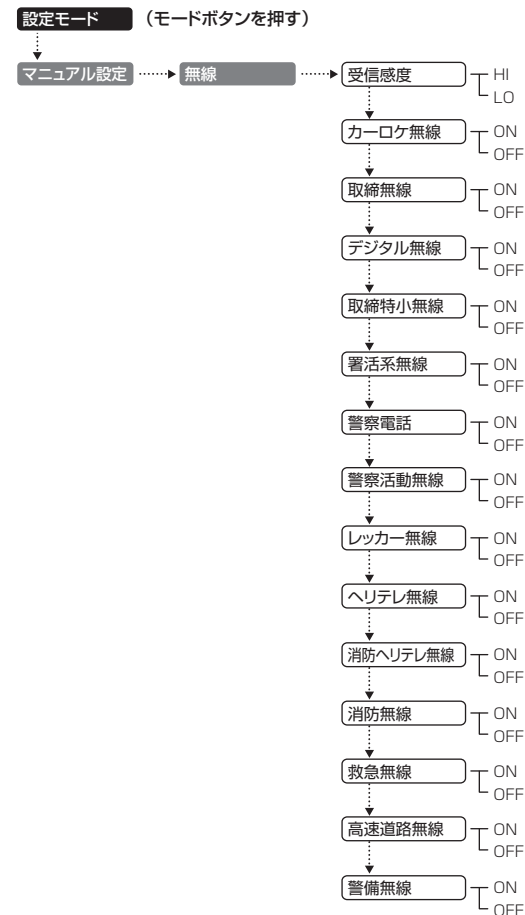 設定モード （モードボタンを押す）
マニュアル設定 無線 受信感度 HI
LO
カーロケ無線 ON
OFF
取締無線 ON
OFF
デジタル無線 ON
OFF
取締特小無線 ON
OFF
署活系無線 ON
OFF
警察電話 ON
OFF
警察活動無線 ON
OFF
レッカー無線 ON
OFF
ヘリテレ無線 ON
OFF
消防ヘリテレ無線 ON
OFF
消防無線 ON
OFF
救急無線 ON
OFF
高速道路無線 ON
OFF
警備無線 ON
OFF